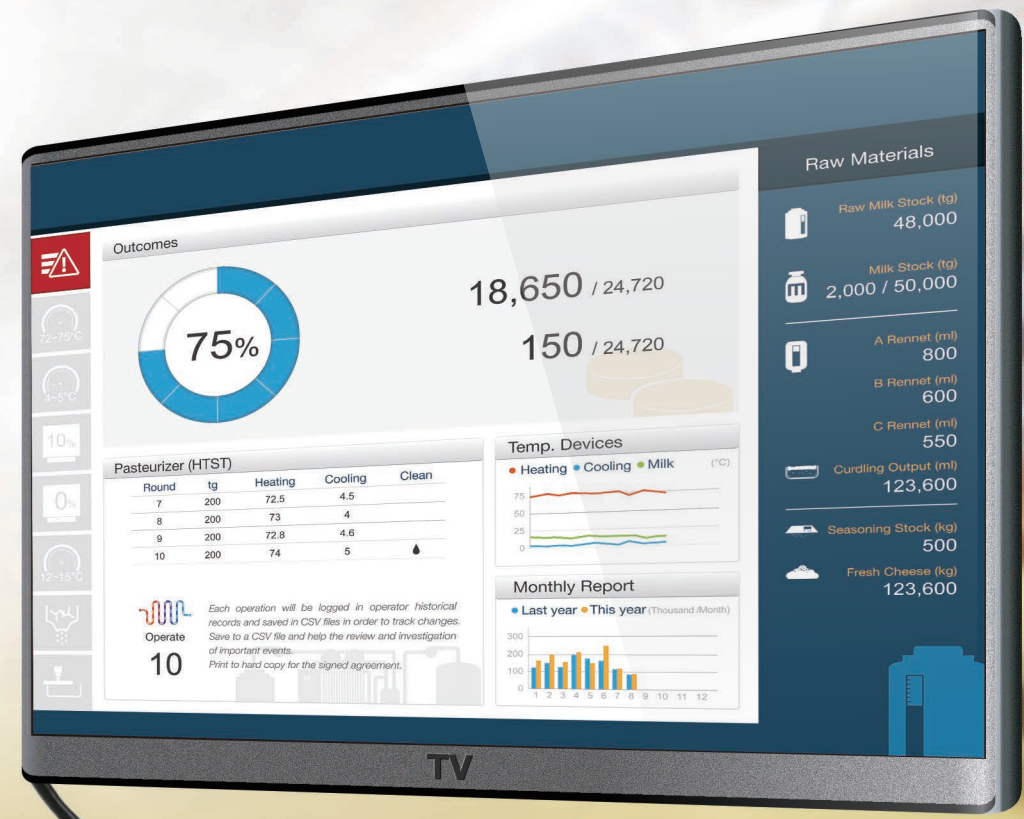 Raw Materials
Outcomes
75%
18,650 / 24,720
150 / 24,720
Raw Milk Stock (tg)
48,000
Milk Stock (tg)
2,000 / 50,000
A Rennet (ml)
800
B Rennet (ml)
600
C Rennet (ml)
550
Curdling Output (ml)
123,600
Seasoning Stock (kg)
500
Fresh Cheese (kg)
123,600
72~75°C
4~5°C
10%
0%
12~15°C
Pasteurizer (HTST)
Round tg Heating Cooling Clean
7 200 72.5 4.5
8 200 73 4
9 200 72.8 4.6
10 200 74 5
Operate
10
Each operation will be logged in operator historical
records and saved in CSV files in order to track changes.
Save to a CSV file and help the review and investigation
of important events.
Print to hard copy for the signed agreement.
Temp. Devices
Heating Cooling Milk (°C)
75
50
25
0
Monthly Report
Last year This year (Thousand /Month)
300
200
100
0
1 2 3 4 5 6 7 8 9 10 11 12
TV